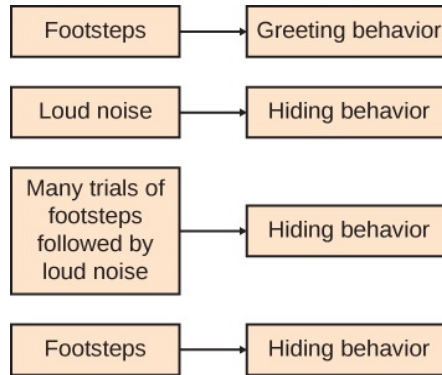 Footsteps
Greeting behavior
Loud noise
Hiding behavior
Many trials of
footsteps
followed by
loud noise
Hiding behavior
Footsteps
Hiding behavior